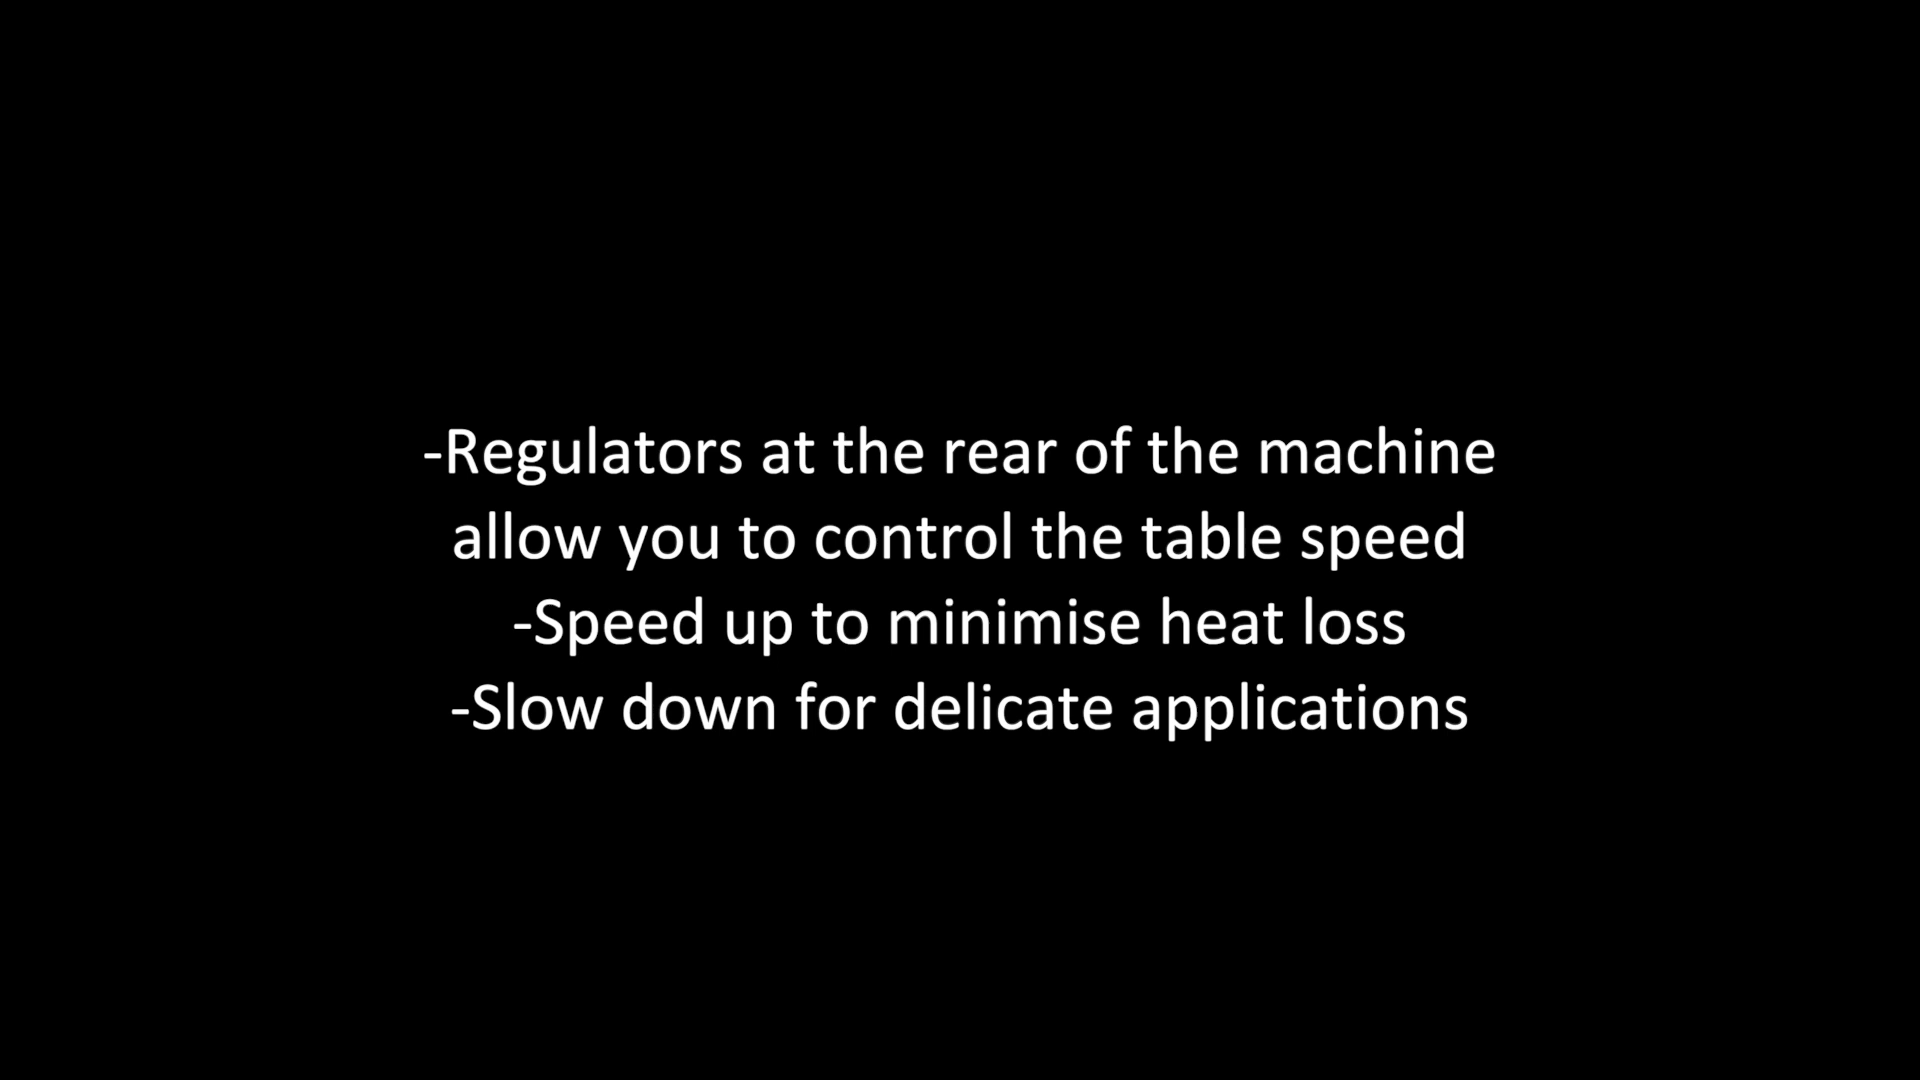 -Regulators at the rear of the machine
allow you to control the table speed
-Speed up to minimise heat loss
-Slow down for delicate applications